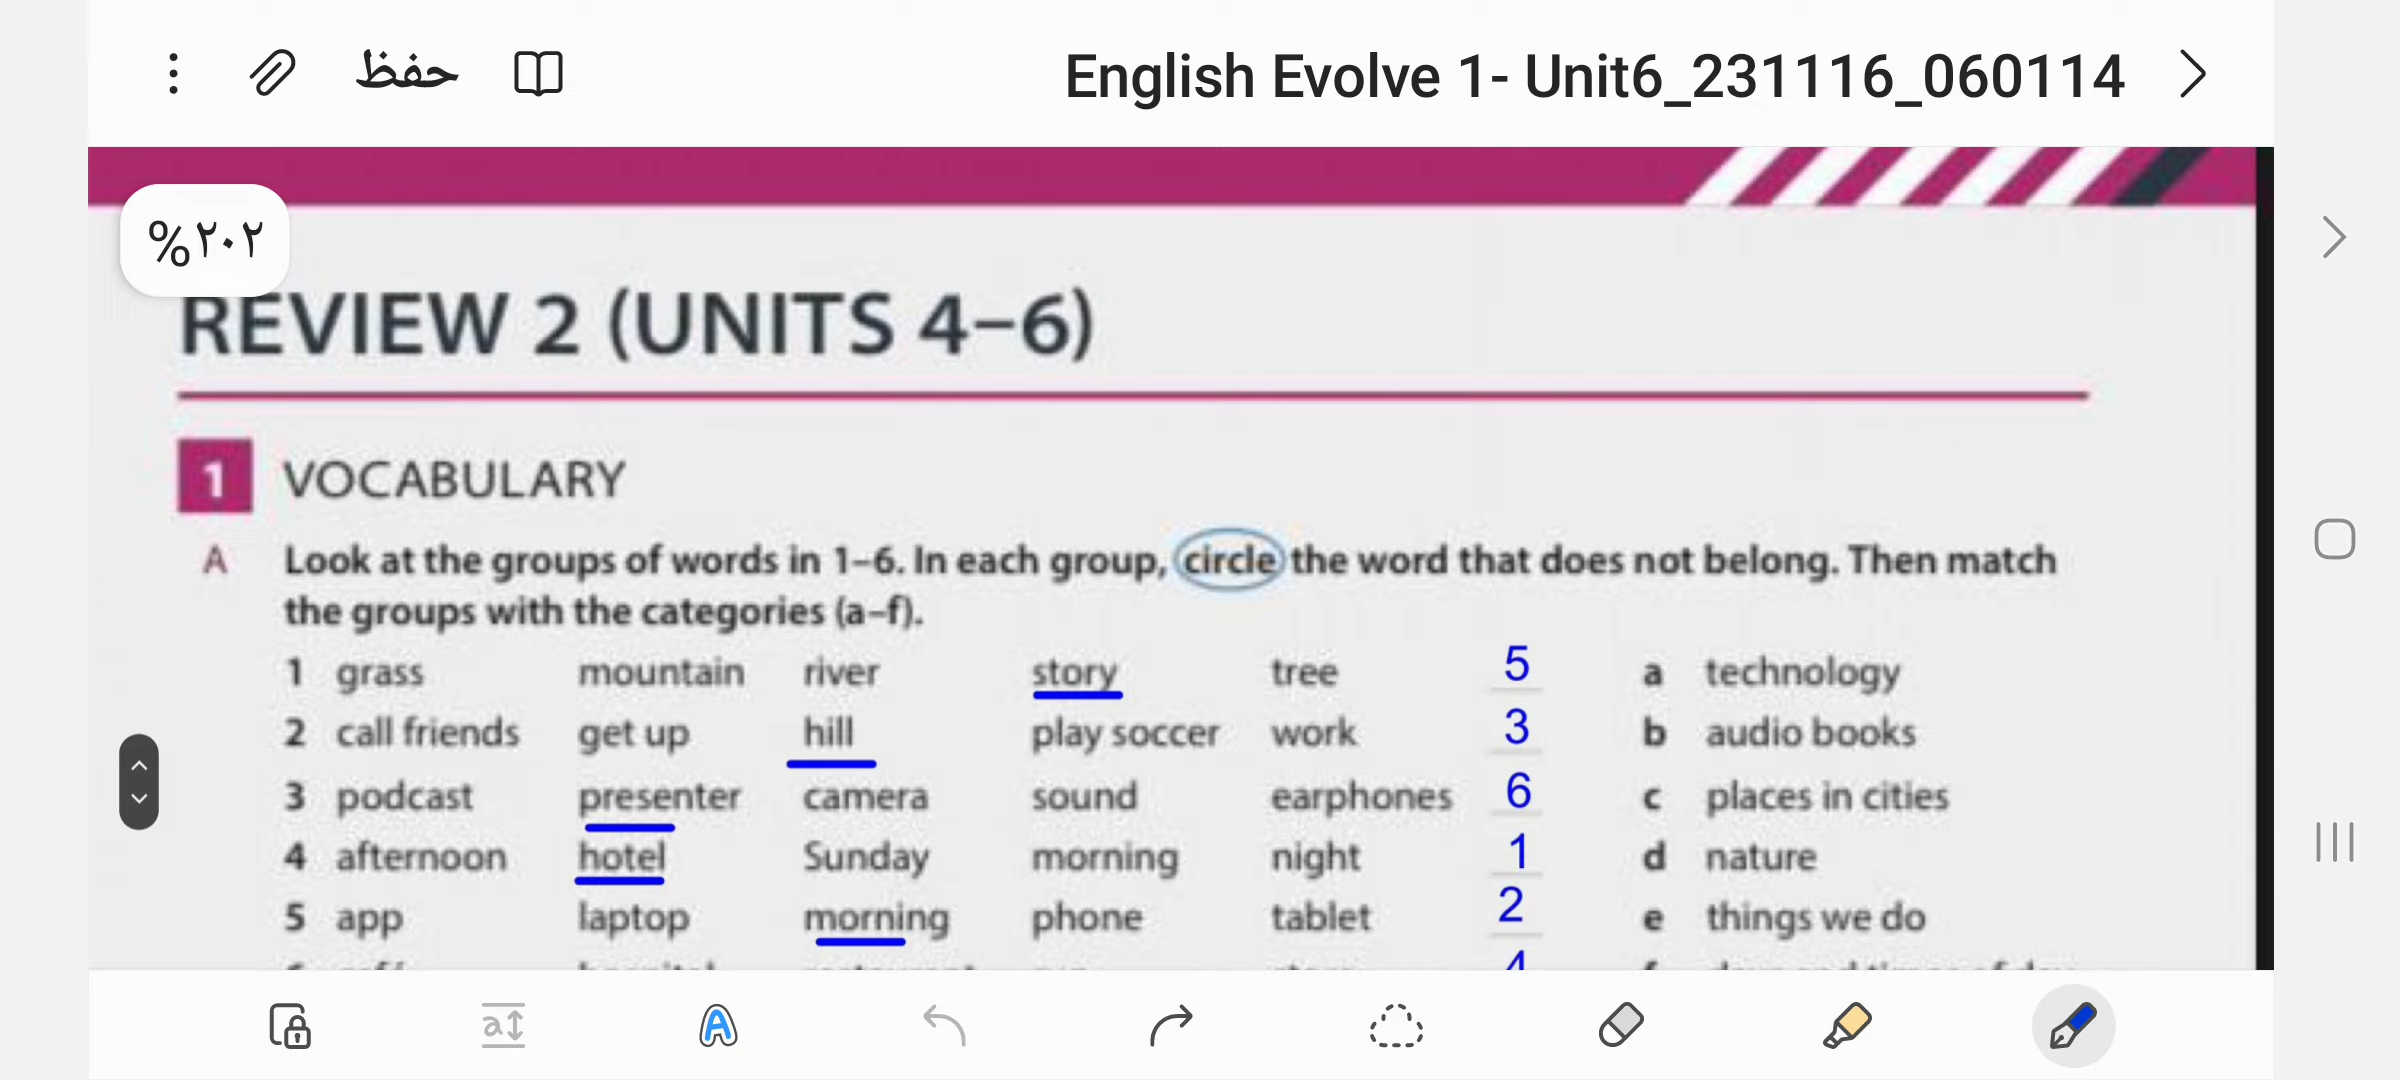 حفظ English Evolve 1- Unit6_231116_060114
%٢٠٢
REVIEW 2 (UNITS 4–6)
1 VOCABULARY
A Look at the groups of words in 1–6. In each group, circle the word that does not belong. Then match
the groups with the categories (a–f).
1 grass mountain river story tree 5 a technology
2 call friends get up hill play soccer work 3 b audio books
3 podcast presenter camera sound earphones 6 c places in cities
4 afternoon hotel Sunday morning night 1 d nature
5 app laptop morning phone tablet 2 e things we do
4